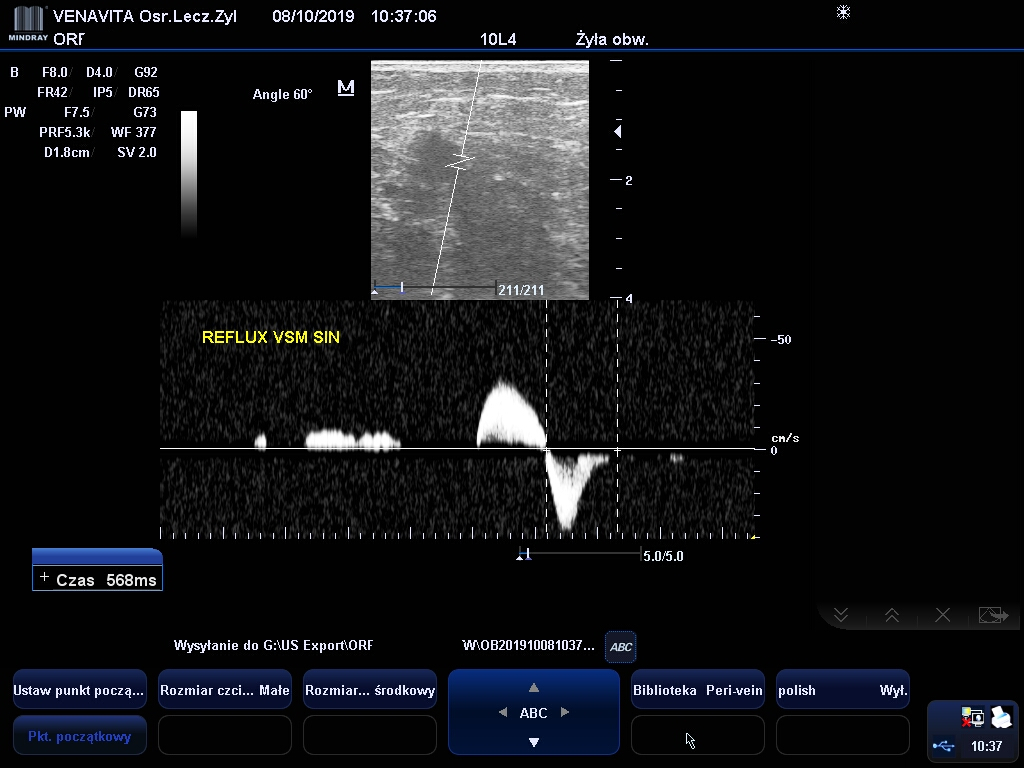 VENAVITA Osr.Lecz.Zyl 08/10/2019 10:37:06
MINDRAY ORF 10L4 Żyła obw.
B F8.0/ D4.0/ G92
FR42/ IP5/ DR65
PW F7.5/ G73
PRF5.3k/ WF 377
D1.8cm/ SV 2.0
Angle 60°
M
2
211/211
4
REFLUX VSM SIN
-50
cm/s
0
5.0/5.0
+ Czas 568ms
Wysyłanie do G:\US Export\ORF W\OB201910081037... ABC
Ustaw punkt począ... Rozmiar czci... Małe Rozmiar... środkowy ABC Biblioteka Peri-vein polish Wył.
Pkt. początkowy
10:37